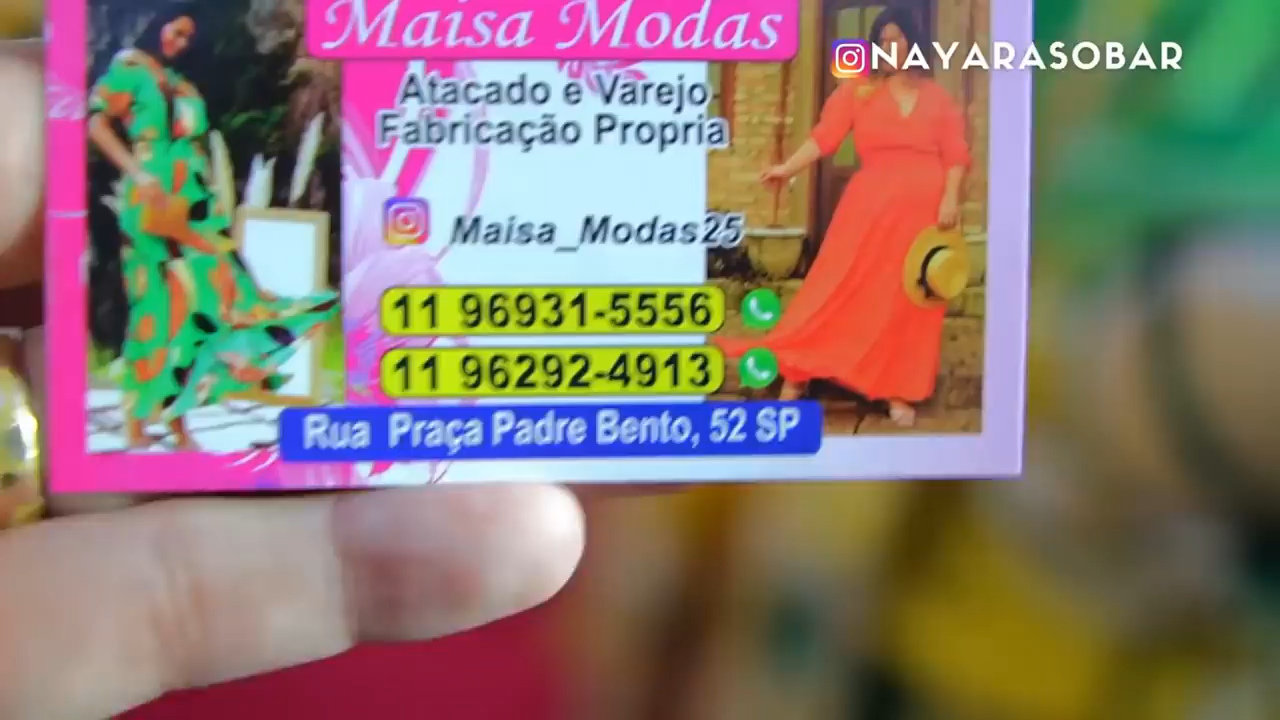 Maisa Modas
NAYARASOBAR
Atacado e Varejo
Fabricação Propria
Maisa_Modas25
11 96931-5556
11 96292-4913
Rua Praça Padre Bento, 52 SP